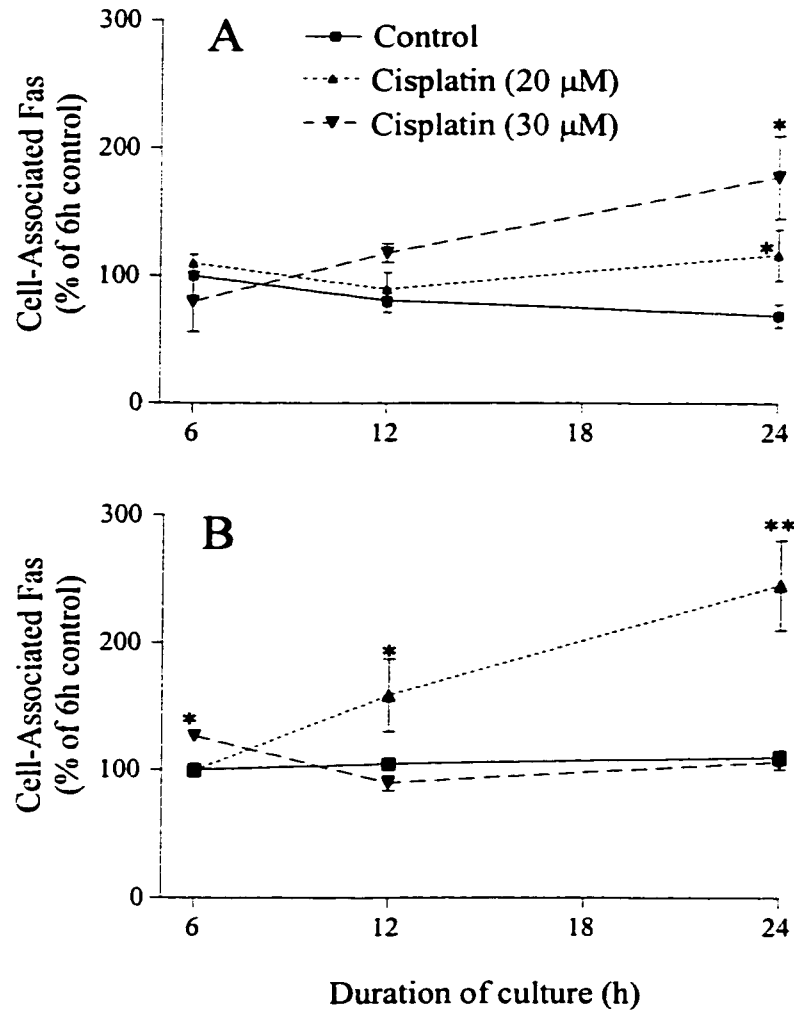 A
Control
Cisplatin (20 µM)
Cisplatin (30 µM)
Cell-Associated Fas
(% of 6h control)
300
200
100
0
*
*
6
12
18
24
B
Cell-Associated Fas
(% of 6h control)
300
200
100
0
*
*
**
6
12
18
24
Duration of culture (h)